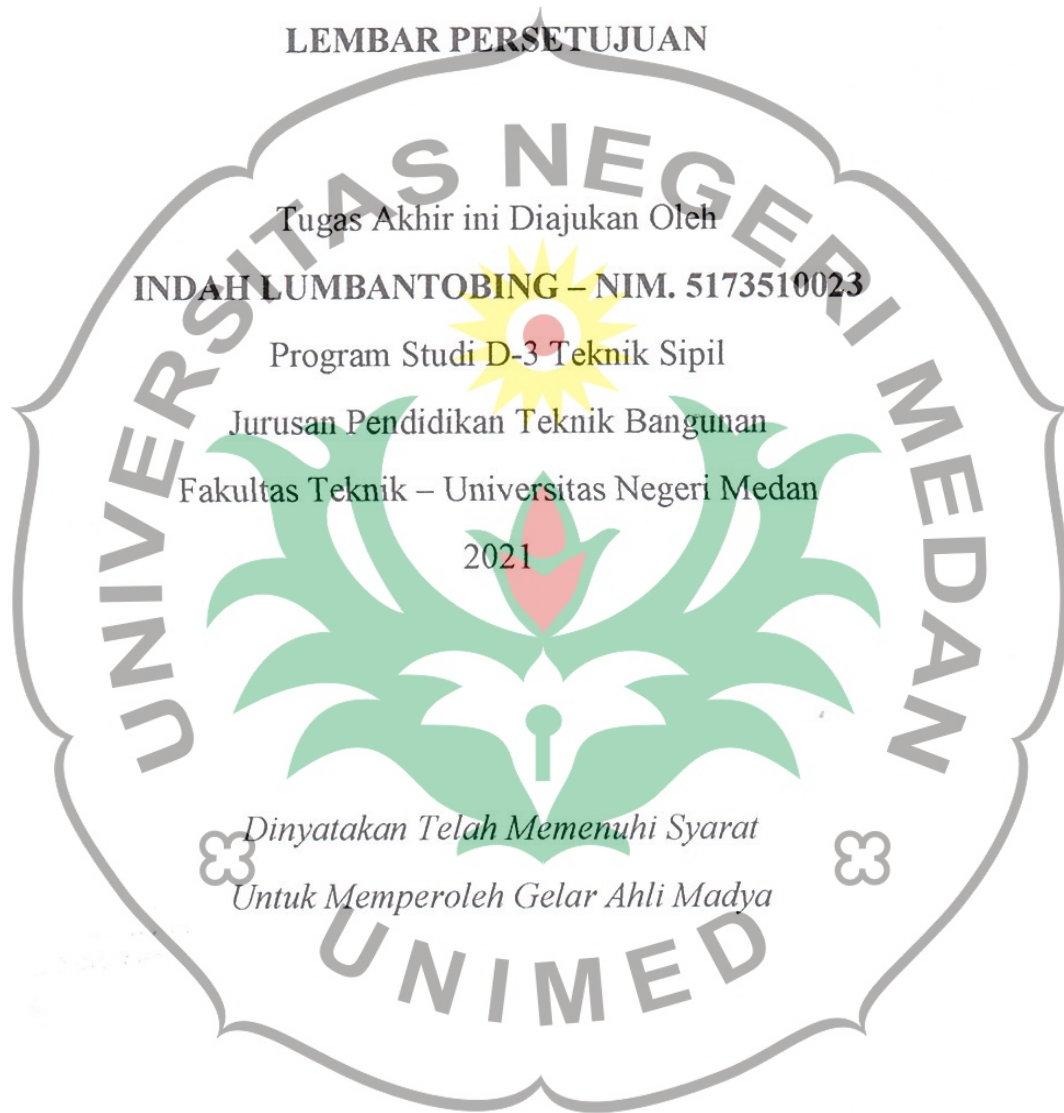 LEMBAR PERSETUJUAN
UNIVERSITAS NEGERI MEDAN
Tugas Akhir ini Diajukan Oleh
INDAH LUMBANTOBING – NIM. 5173510023
Program Studi D-3 Teknik Sipil
Jurusan Pendidikan Teknik Bangunan
Fakultas Teknik – Universitas Negeri Medan
2021
Dinyatakan Telah Memenuhi Syarat
Untuk Memperoleh Gelar Ahli Madya
UNIMED